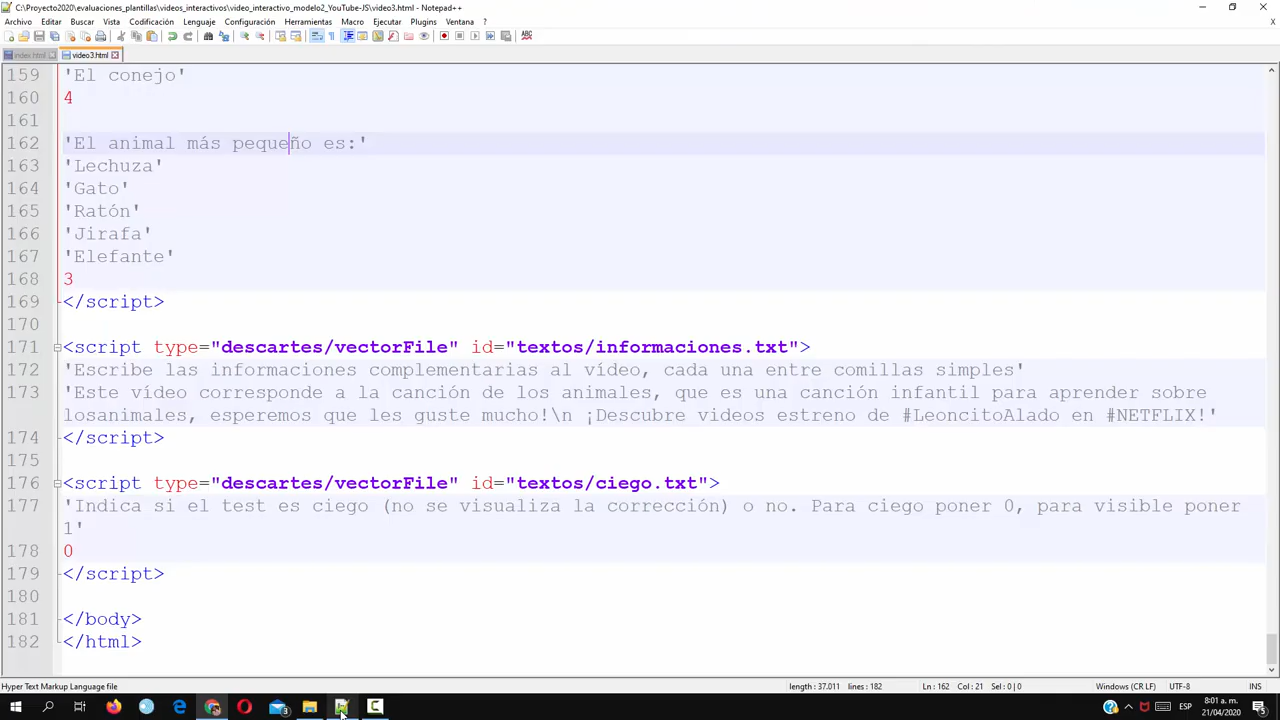 C:\Proyecto2020\evaluaciones_plantillas\videos_interactivos\video_interactivo_modelo2_YouTube-JS\video3.html - Notepad++
Archivo Editar Buscar Vista Codificación Lenguaje Configuración Herramientas Macro Ejecutar Plugins Ventana ?
index.html video3.html
159 'El conejo'
160 4
161
162 'El animal más pequeño es:'
163 'Lechuza'
164 'Gato'
165 'Ratón'
166 'Jirafa'
167 'Elefante'
168 3
169 </script>
170
171 <script type="descartes/vectorFile" id="textos/informaciones.txt">
172 'Escribe las informaciones complementarias al vídeo, cada una entre comillas simples'
173 'Este vídeo corresponde a la canción de los animales, que es una canción infantil para aprender sobre
losanimales, esperemos que les guste mucho!\n ¡Descubre videos estreno de #LeoncitoAlado en #NETFLIX!'
174 </script>
175
176 <script type="descartes/vectorFile" id="textos/ciego.txt">
177 'Indica si el test es ciego (no se visualiza la corrección) o no. Para ciego poner 0, para visible poner
1'
178 0
179 </script>
180
181 </body>
182 </html>
Hyper Text Markup Language file length : 37.011 lines : 182 Ln : 162 Col : 21 Sel : 0 | 0 Windows (CR LF) UTF-8 INS
ESP 8:01 a. m.
21/04/2020